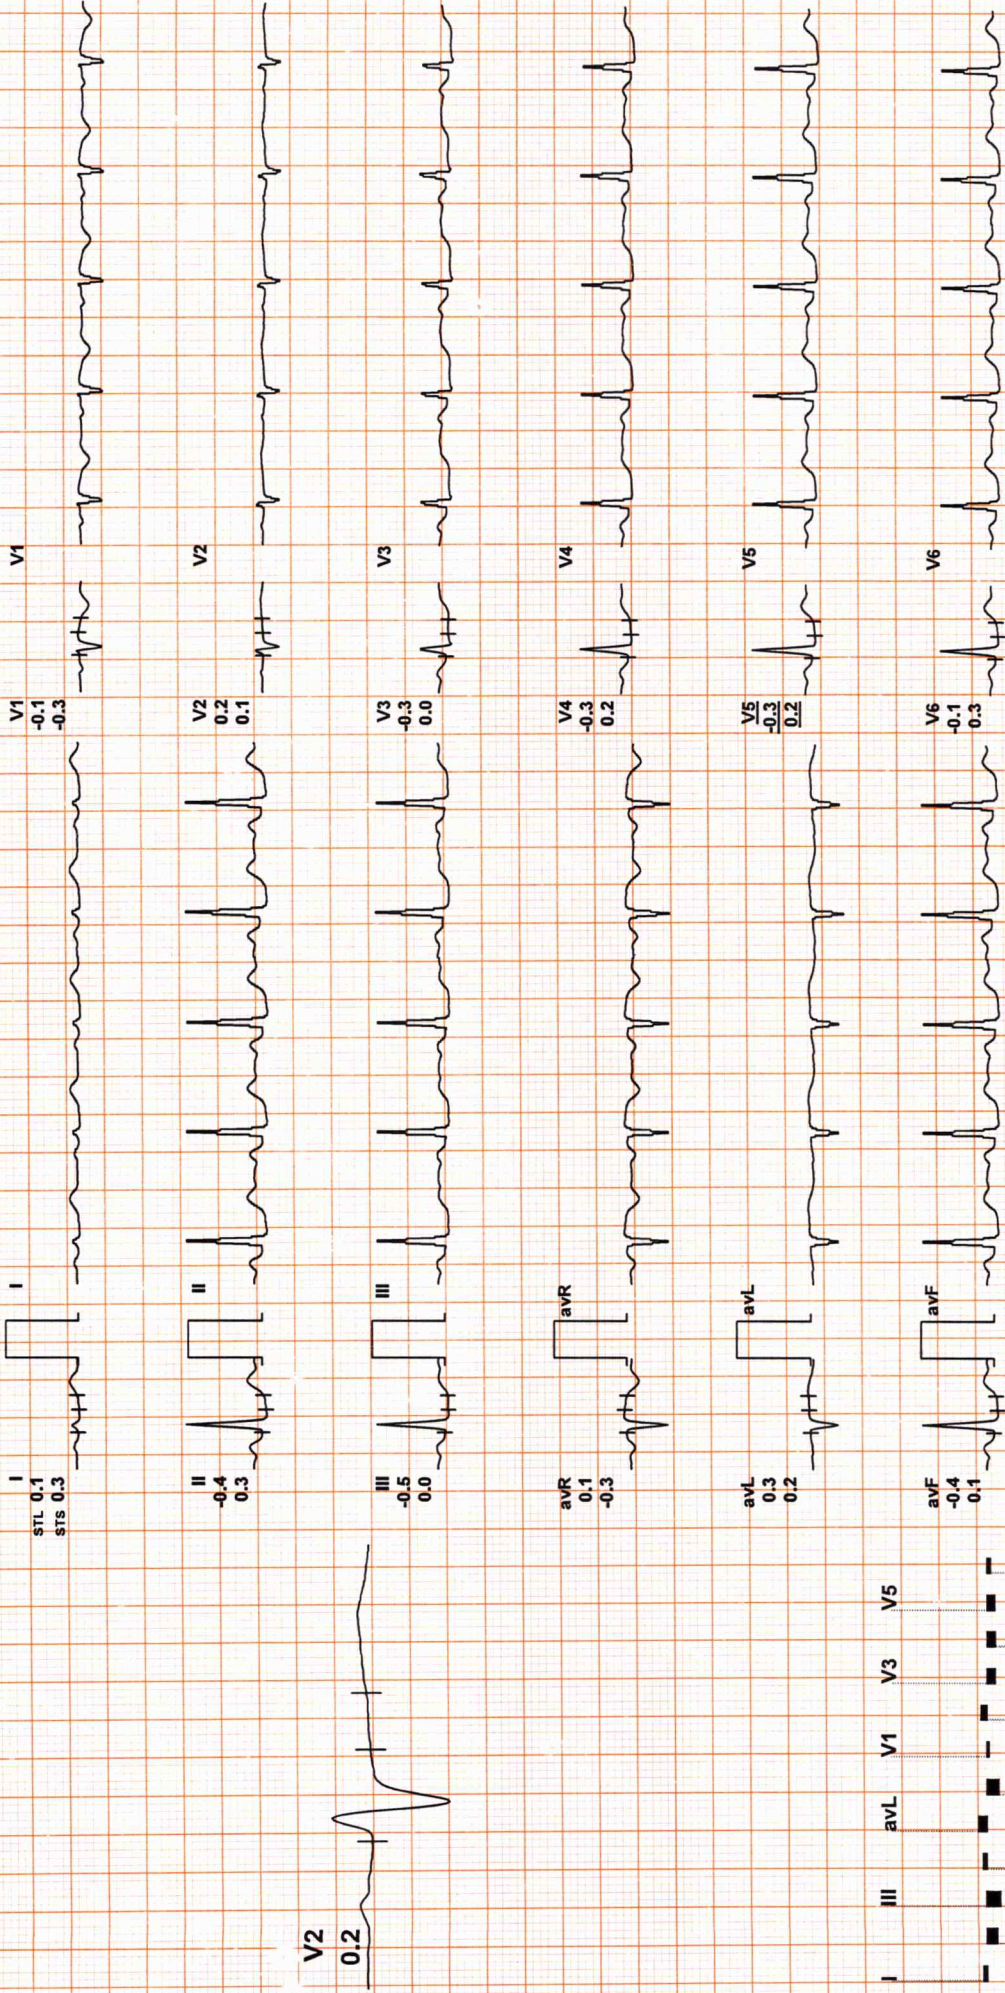 V2
0.2
I
STL 0.1
STS 0.3
I
V1
-0.1
-0.3
V1
II
-0.4
0.3
II
V2
0.2
0.1
V2
III
-0.5
0.0
III
V3
-0.3
0.0
V3
avR
0.1
-0.3
avR
V4
-0.3
0.2
V4
avL
0.3
0.2
avL
V5
-0.3
0.2
V5
avF
-0.4
0.1
avF
V6
-0.1
0.3
V6
I III avL V1 V3 V5